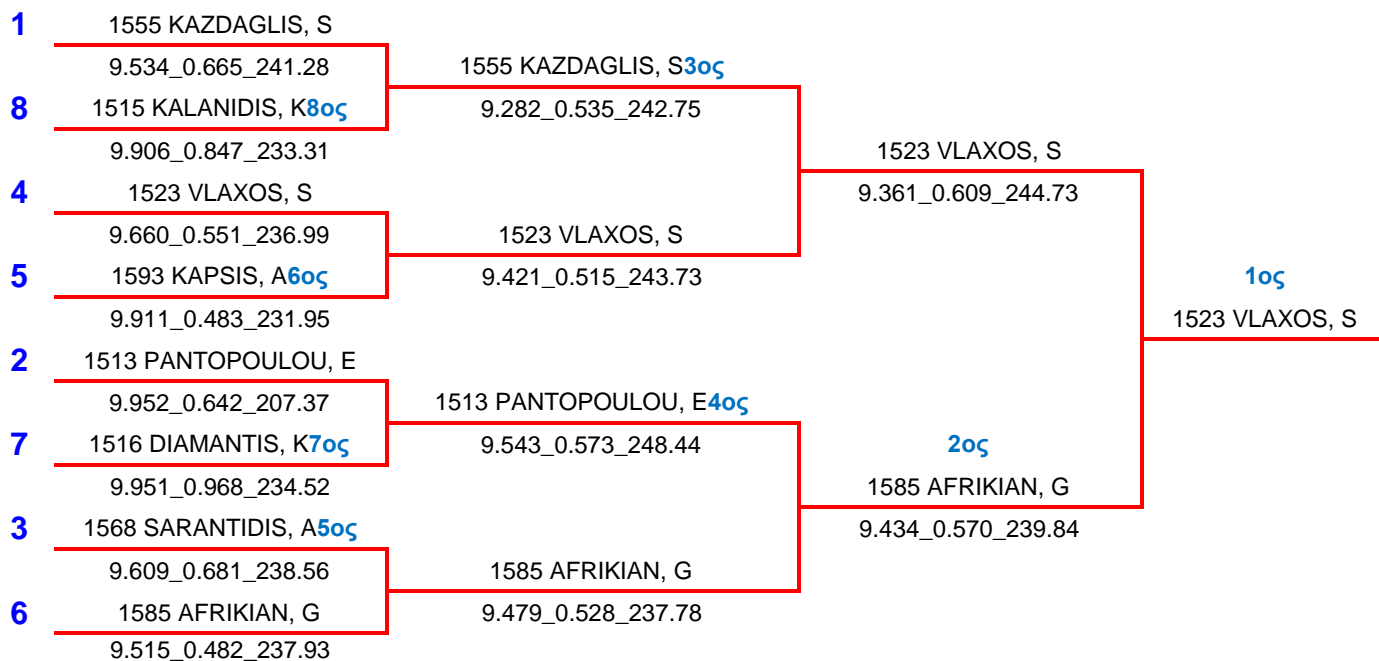 1 1555 KAZDAGLIS, S
9.534_0.665_241.28
1555 KAZDAGLIS, S3ος
8 1515 KALANIDIS, K8ος
9.282_0.535_242.75
9.906_0.847_233.31
1523 VLAXOS, S
4 1523 VLAXOS, S
9.361_0.609_244.73
9.660_0.551_236.99
1523 VLAXOS, S
5 1593 KAPSIS, A6ος
9.421_0.515_243.73
1ος
9.911_0.483_231.95
1523 VLAXOS, S
2 1513 PANTOPOULOU, E
9.952_0.642_207.37
1513 PANTOPOULOU, E4ος
7 1516 DIAMANTIS, K7ος
9.543_0.573_248.44
2ος
9.951_0.968_234.52
1585 AFRIKIAN, G
3 1568 SARANTIDIS, A5ος
9.434_0.570_239.84
9.609_0.681_238.56
1585 AFRIKIAN, G
6 1585 AFRIKIAN, G
9.479_0.528_237.78
9.515_0.482_237.93